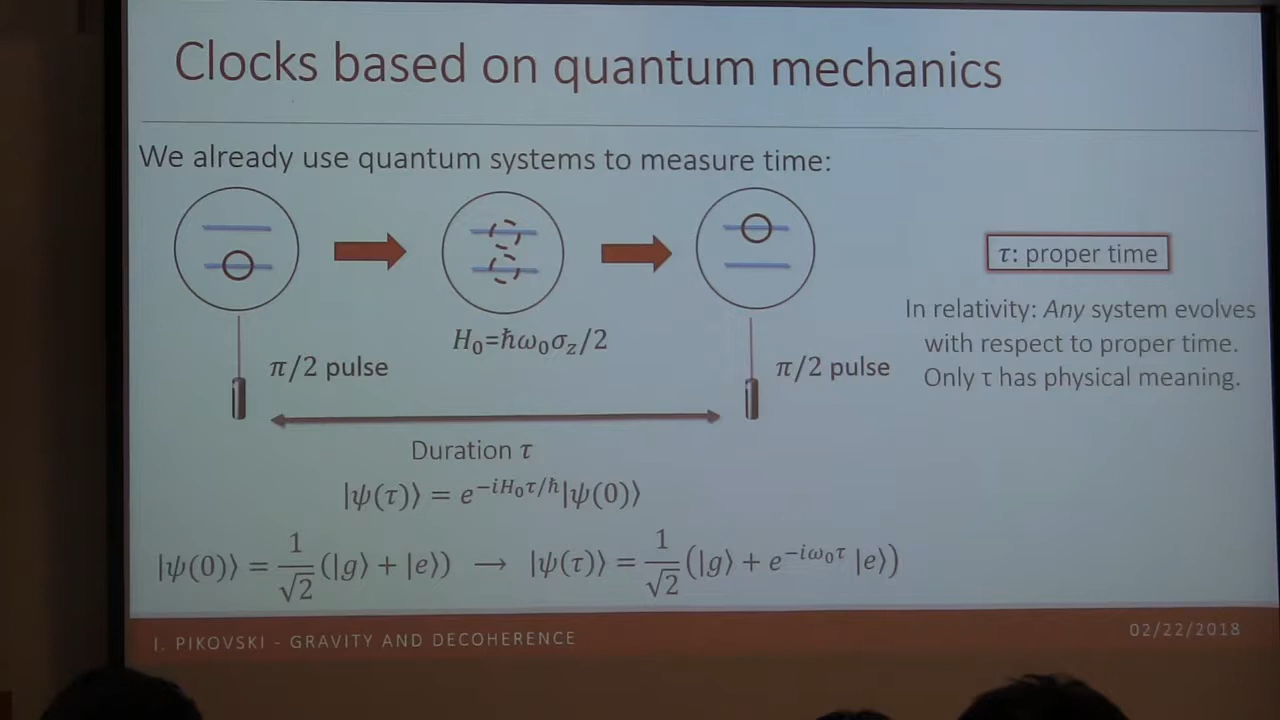 Clocks based on quantum mechanics
We already use quantum systems to measure time:
τ: proper time
In relativity: Any system evolves
with respect to proper time.
Only τ has physical meaning.
H₀=ħω₀σ_z/2
π/2 pulse
π/2 pulse
Duration τ
|ψ(τ)⟩ = e^{−iH₀τ/ħ}|ψ(0)⟩
|ψ(0)⟩ = 1/√2 (|g⟩ + |e⟩) → |ψ(τ)⟩ = 1/√2 (|g⟩ + e^{−iω₀τ} |e⟩)
I. PIKOVSKI - GRAVITY AND DECOHERENCE
02/22/2018